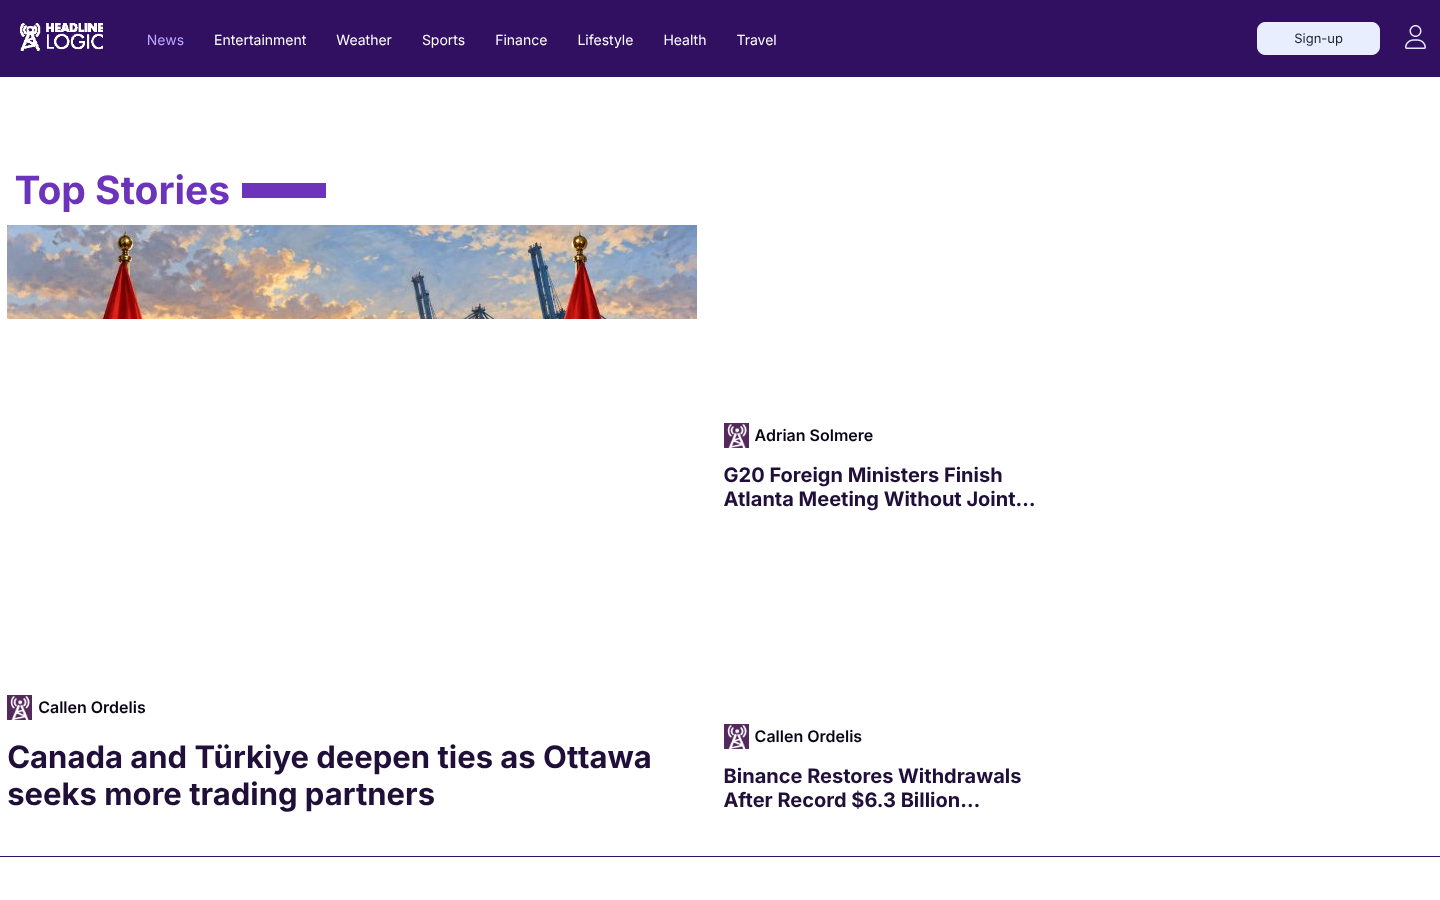 HEADLINE
LOGIC
News
Entertainment
Weather
Sports
Finance
Lifestyle
Health
Travel
Sign-up
Top Stories
Callen Ordelis
Canada and Türkiye deepen ties as Ottawa
seeks more trading partners
Adrian Solmere
G20 Foreign Ministers Finish
Atlanta Meeting Without Joint...
Callen Ordelis
Binance Restores Withdrawals
After Record $6.3 Billion...